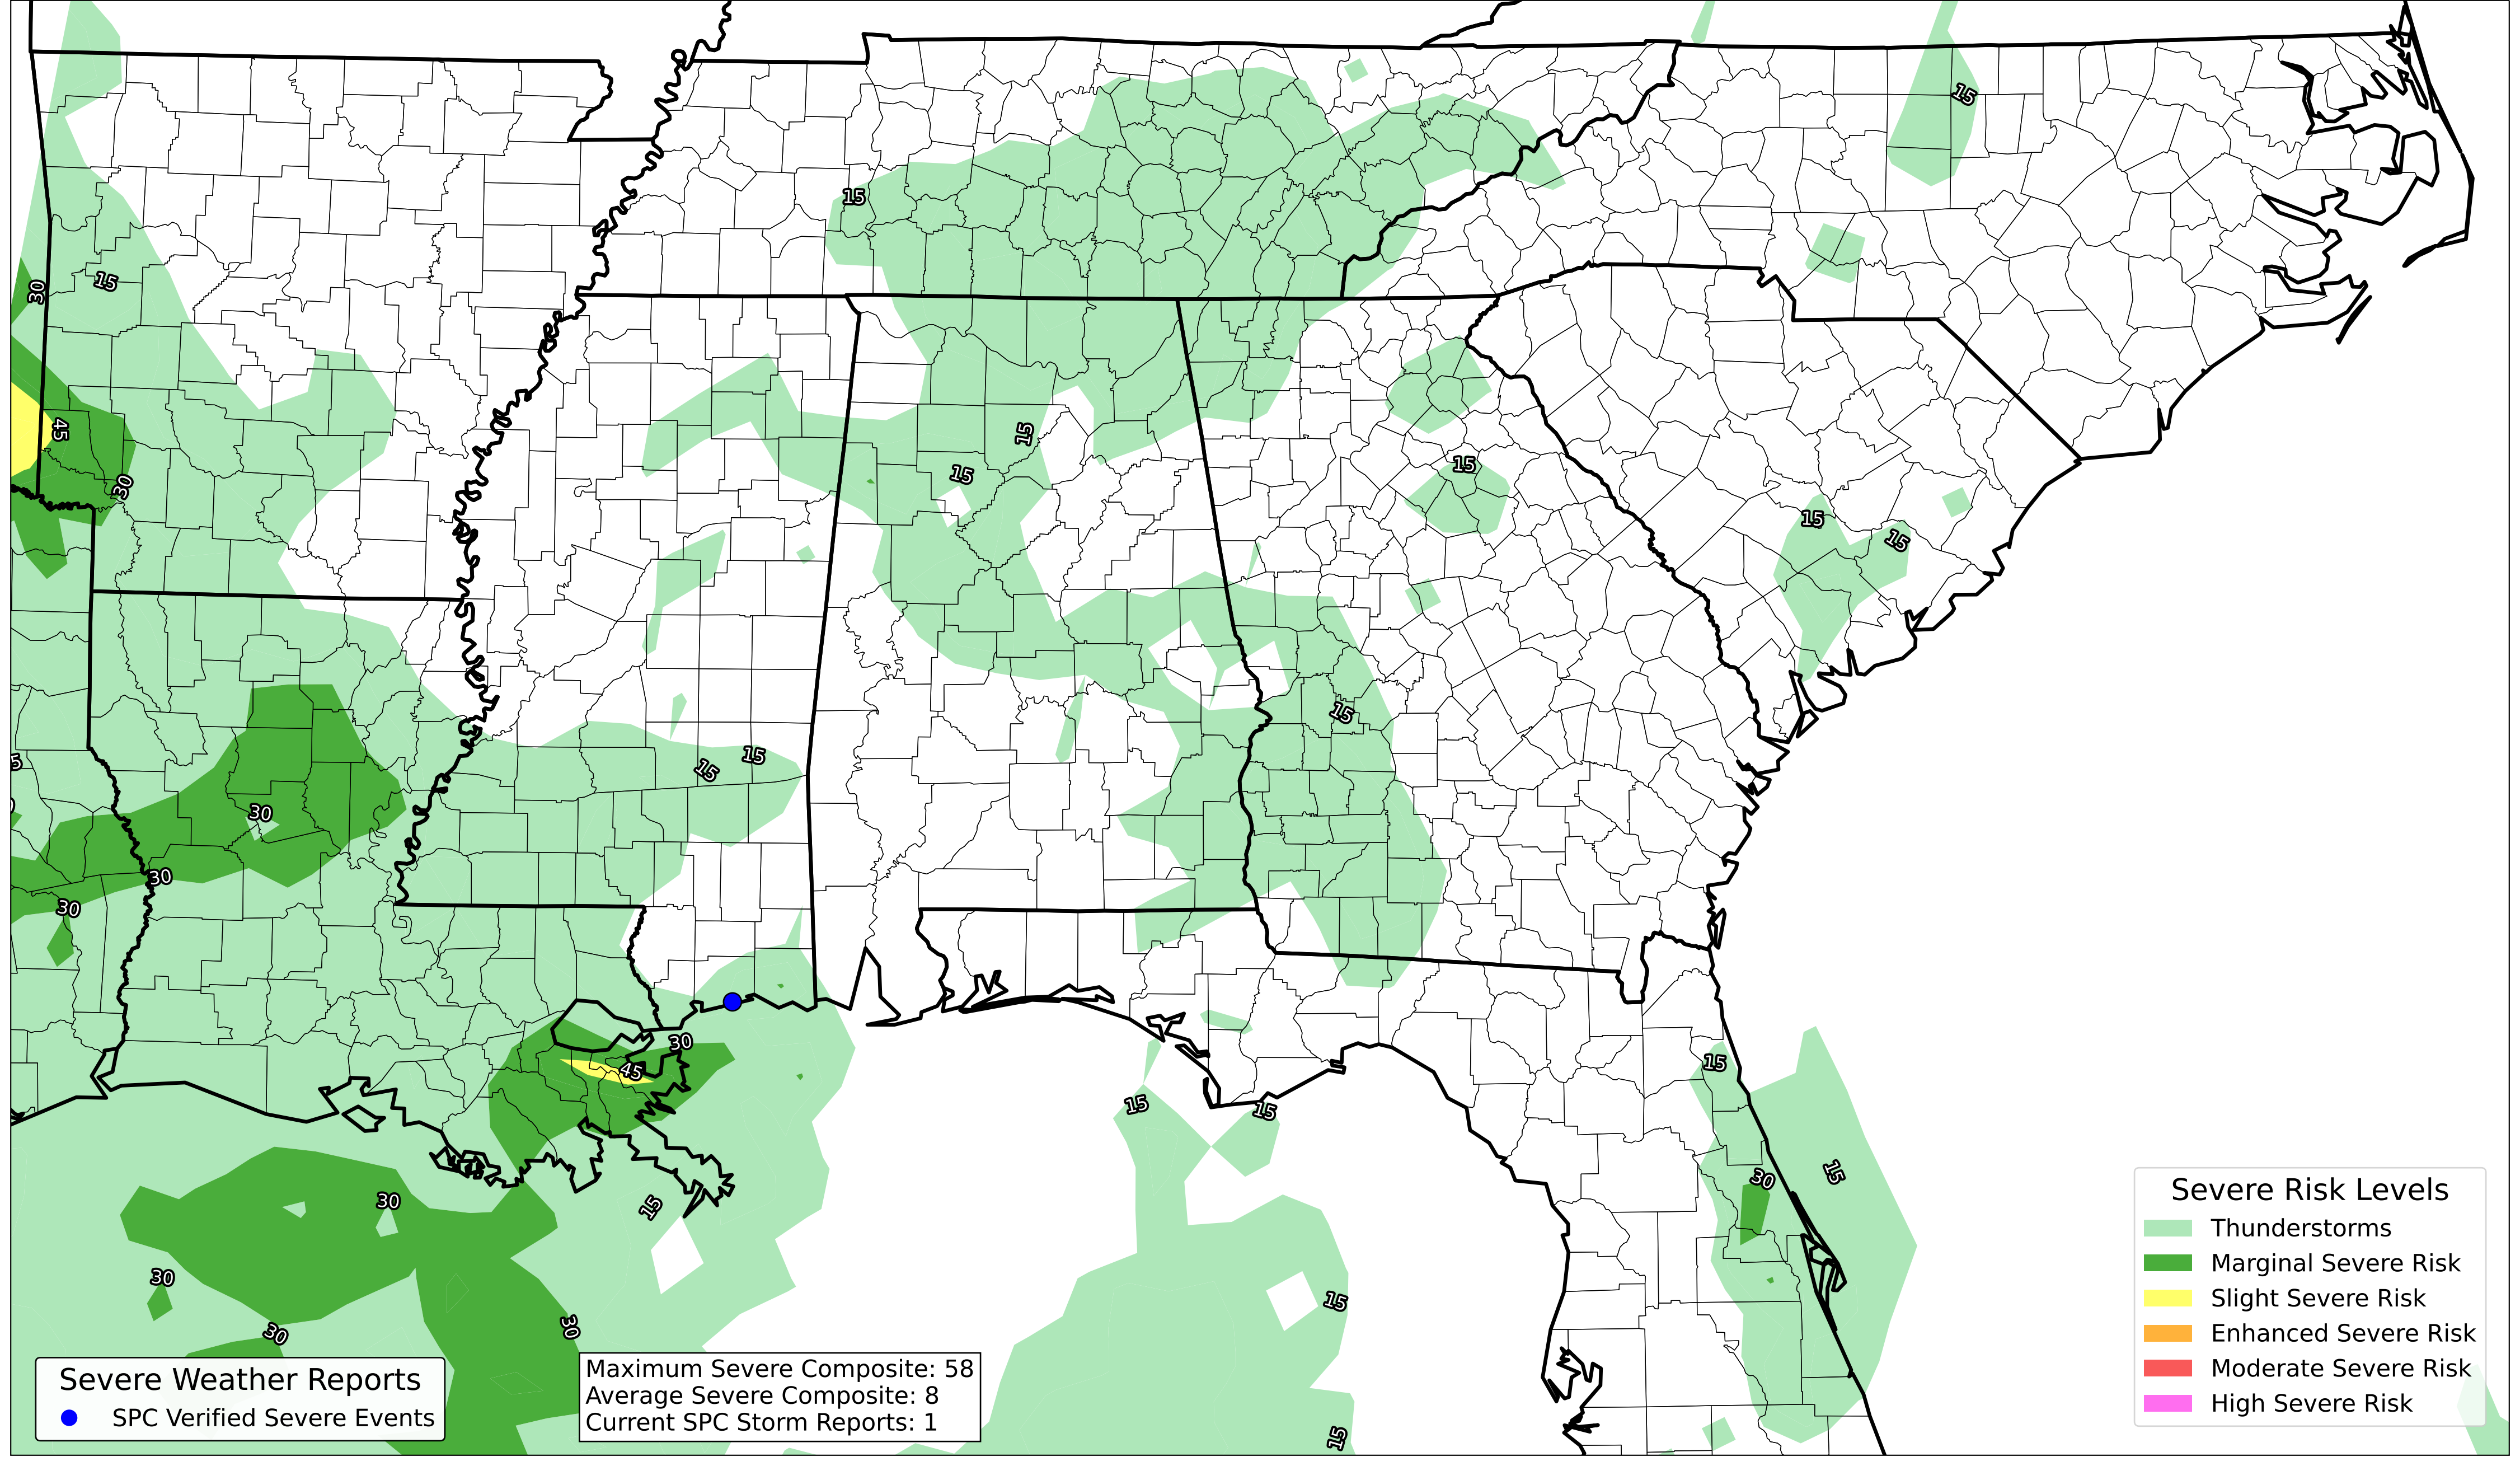 15
15
30
15
15
45
15
15
15
30
15
15
15
15
15
5
30
30
30
30
45
15
15
15
30
15
30
15
30
15
30
30
15
Severe Risk Levels
Thunderstorms
Marginal Severe Risk
Slight Severe Risk
Enhanced Severe Risk
Moderate Severe Risk
High Severe Risk
Severe Weather Reports
SPC Verified Severe Events
Maximum Severe Composite: 58
Average Severe Composite: 8
Current SPC Storm Reports: 1